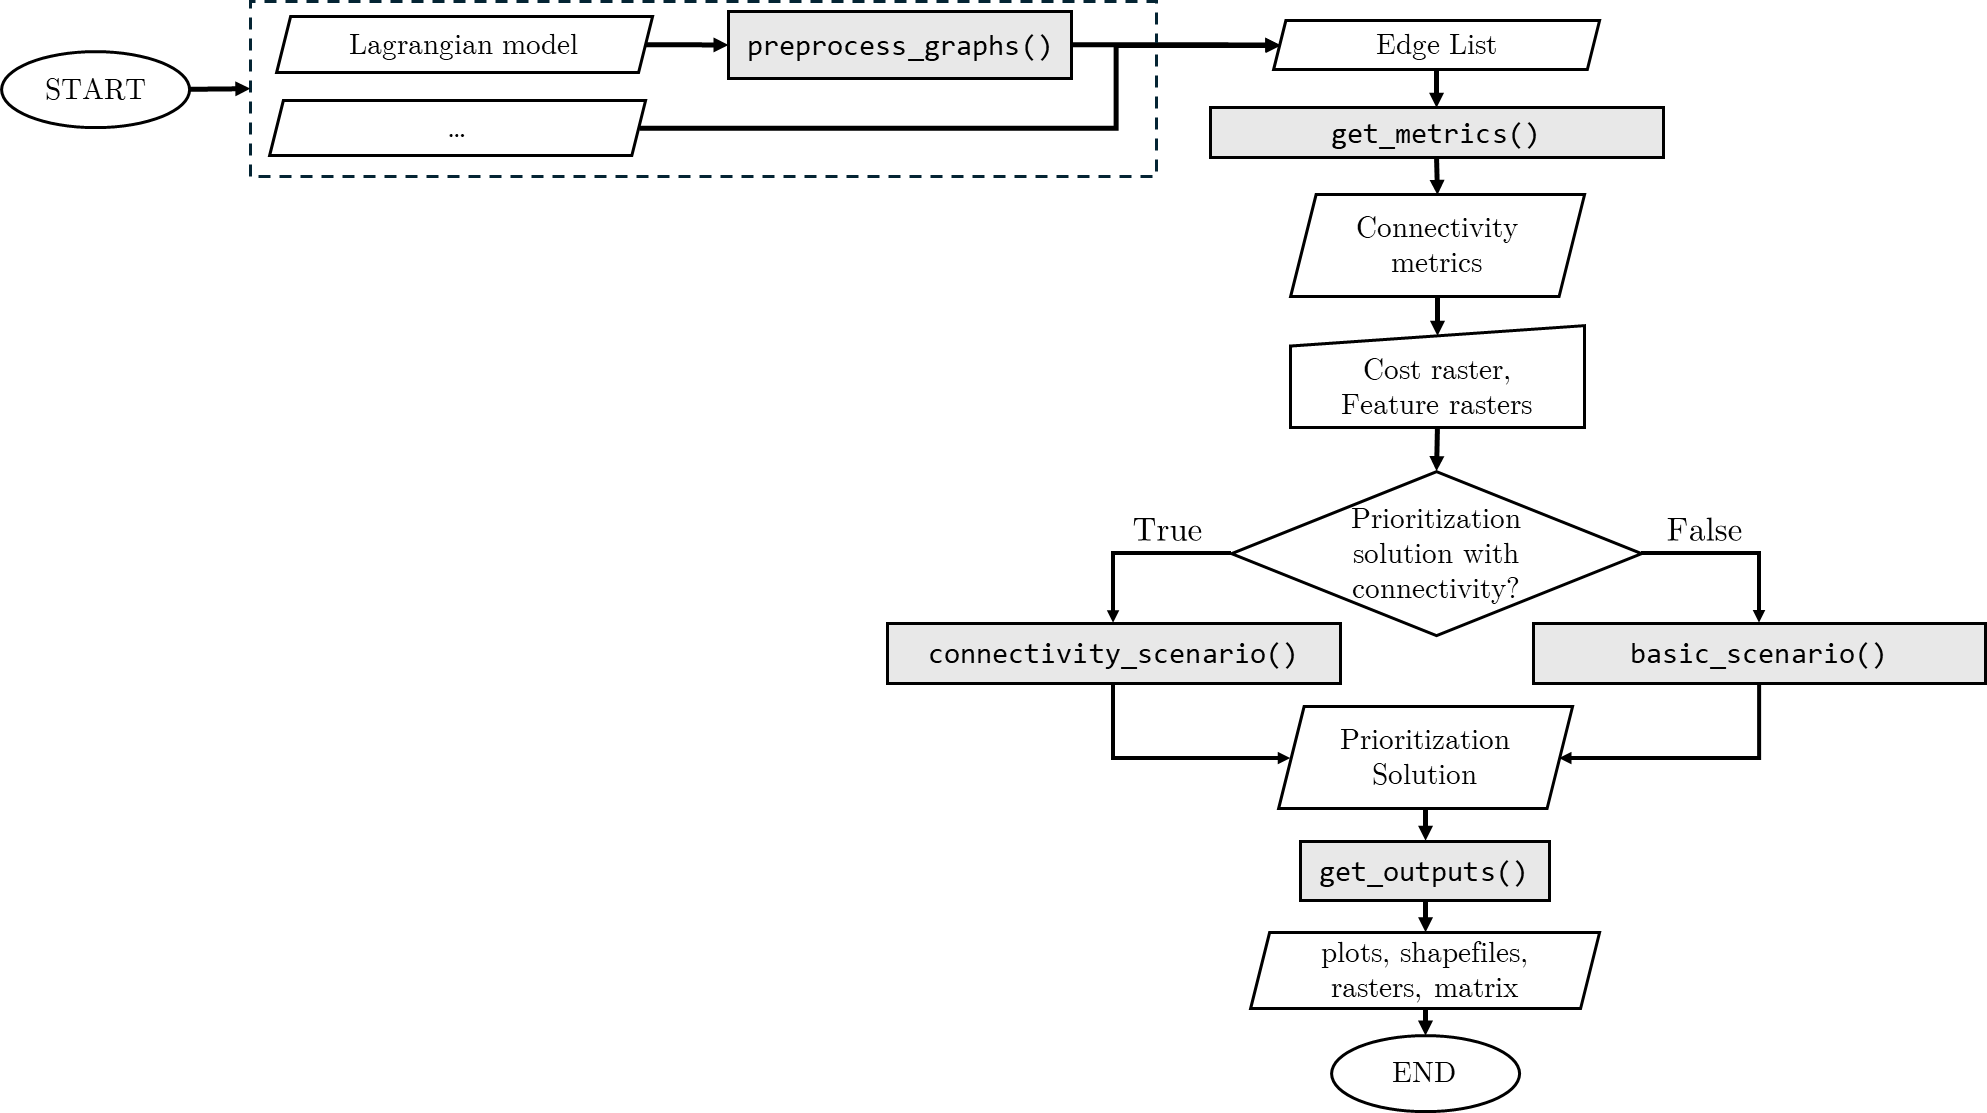 START
Lagrangian model
preprocess_graphs()
...
Edge List
get_metrics()
Connectivity
metrics
Cost raster,
Feature rasters
Prioritization
solution with
connectivity?
True
False
connectivity_scenario()
basic_scenario()
Prioritization
Solution
get_outputs()
plots, shapefiles,
rasters, matrix
END